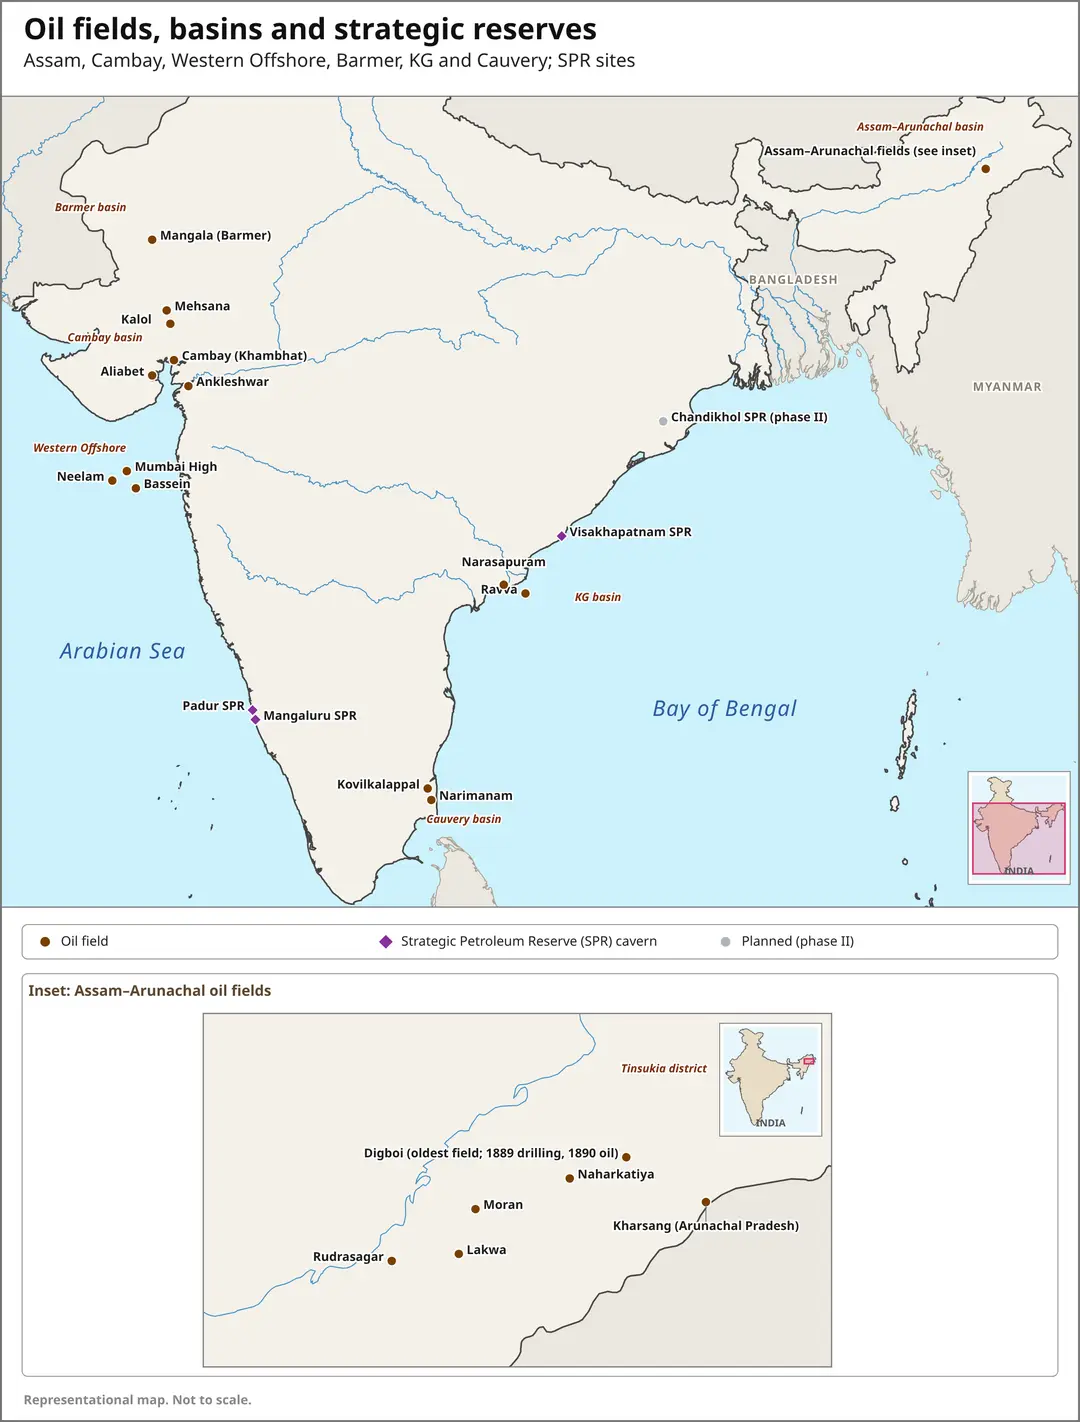 Oil fields, basins and strategic reserves
Assam, Cambay, Western Offshore, Barmer, KG and Cauvery; SPR sites
Assam–Arunachal basin
Assam–Arunachal fields (see inset)
Barmer basin
Mangala (Barmer)
BANGLADESH
Mehsana
Kalol
Cambay basin
Cambay (Khambhat)
Aliabet
Ankleshwar
MYANMAR
Chandikhol SPR (phase II)
Western Offshore
Mumbai High
Neelam
Bassein
Visakhapatnam SPR
Narasapuram
Ravva
KG basin
Arabian Sea
Padur SPR
Mangaluru SPR
Bay of Bengal
Kovilkalappal
Narimanam
Cauvery basin
INDIA
Oil field
Strategic Petroleum Reserve (SPR) cavern
Planned (phase II)
Inset: Assam–Arunachal oil fields
Tinsukia district
INDIA
Digboi (oldest field; 1889 drilling, 1890 oil)
Naharkatiya
Moran
Kharsang (Arunachal Pradesh)
Lakwa
Rudrasagar
Representational map. Not to scale.